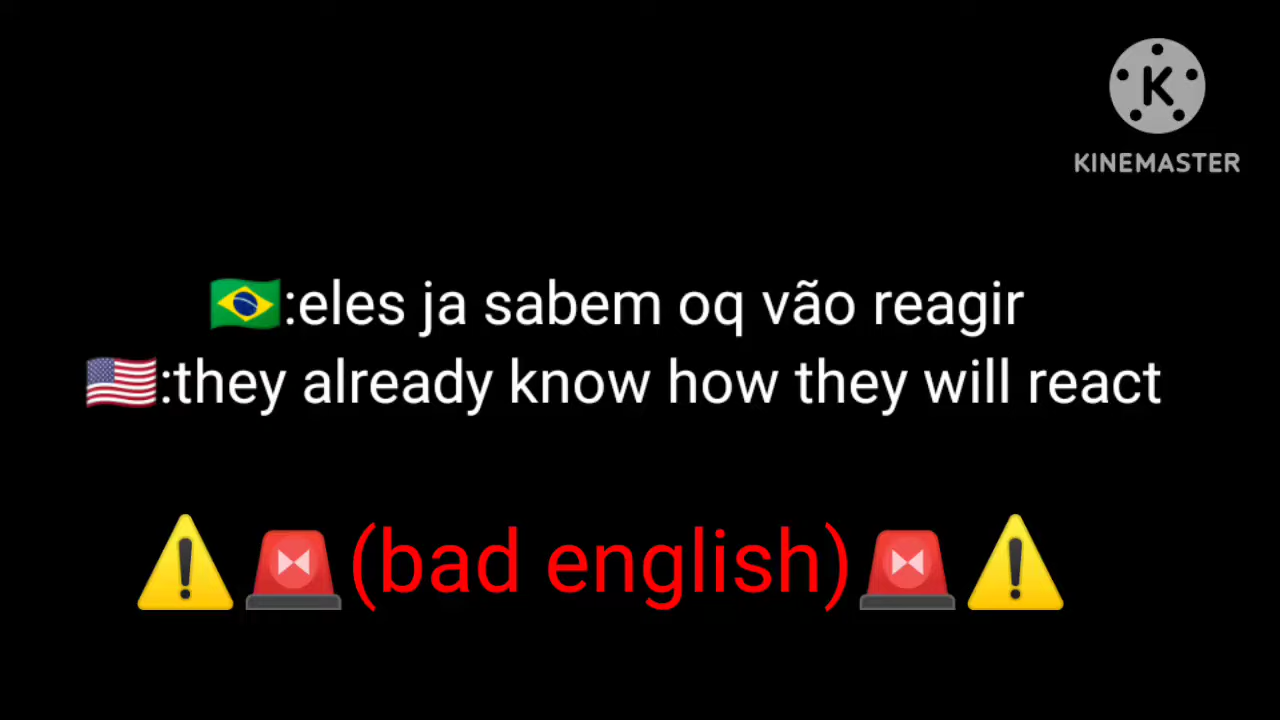 K
KINEMASTER
🇧🇷:eles ja sabem oq vão reagir
🇺🇸:they already know how they will react
⚠️🚨(bad english)🚨⚠️